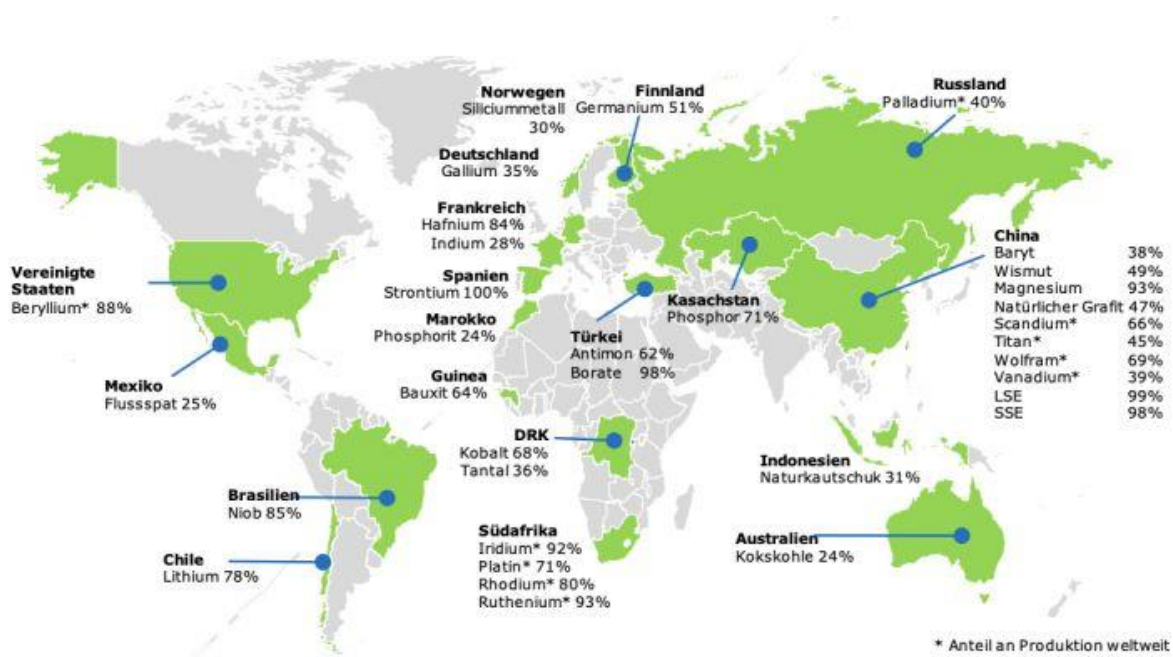 Norwegen
Siliciummetall
30%
Finnland
Germanium 51%
Russland
Palladium* 40%
Deutschland
Gallium 35%
Frankreich
Hafnium 84%
Indium 28%
Vereinigte
Staaten
Beryllium* 88%
Spanien
Strontium 100%
Marokko
Phosphorit 24%
Kasachstan
Phosphor 71%
Türkei
Antimon 62%
Borate 98%
China
Baryt 38%
Wismut 49%
Magnesium 93%
Natürlicher Grafit 47%
Scandium* 66%
Titan* 45%
Wolfram* 69%
Vanadium* 39%
LSE 99%
SSE 98%
Mexiko
Flussspat 25%
Guinea
Bauxit 64%
DRK
Kobalt 68%
Tantal 36%
Indonesien
Naturkautschuk 31%
Brasilien
Niob 85%
Südafrika
Iridium* 92%
Platin* 71%
Rhodium* 80%
Ruthenium* 93%
Australien
Kokskohle 24%
Chile
Lithium 78%
* Anteil an Produktion weltweit